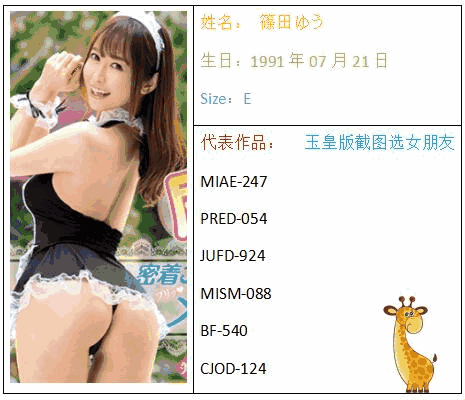 姓名： 篠田ゆう
生日：1991 年 07 月 21 日
Size：E
代表作品： 玉皇版截图选女朋友
MIAE-247
PRED-054
JUFD-924
MISM-088
BF-540
CJOD-124
密着